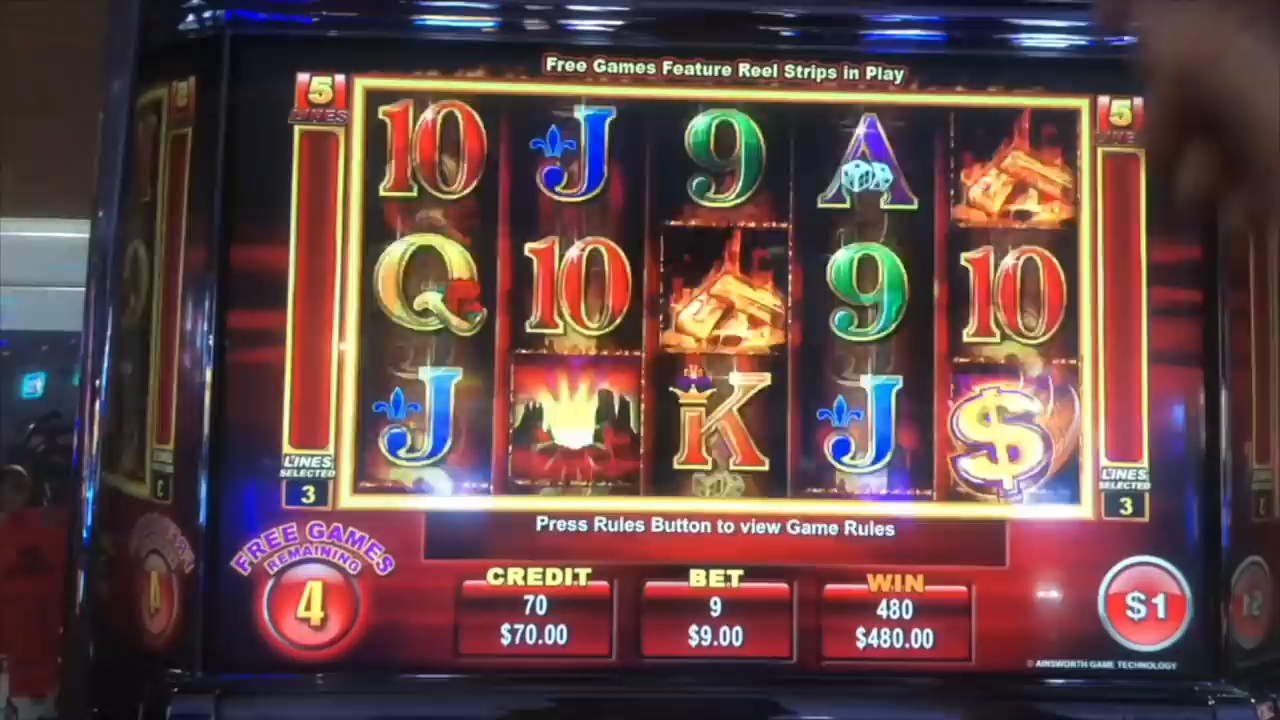 Free Games Feature Reel Strips in Play
5
LINES
5
LINE
10 J 9 A
Q 10 9 10
J K J $
LINES
SELECTED
3
LINES
SELECTED
3
Press Rules Button to view Game Rules
FREE GAMES
REMAINING
4
CREDIT
70
$70.00
BET
9
$9.00
WIN
480
$480.00
$1
© AINSWORTH GAME TECHNOLOGY